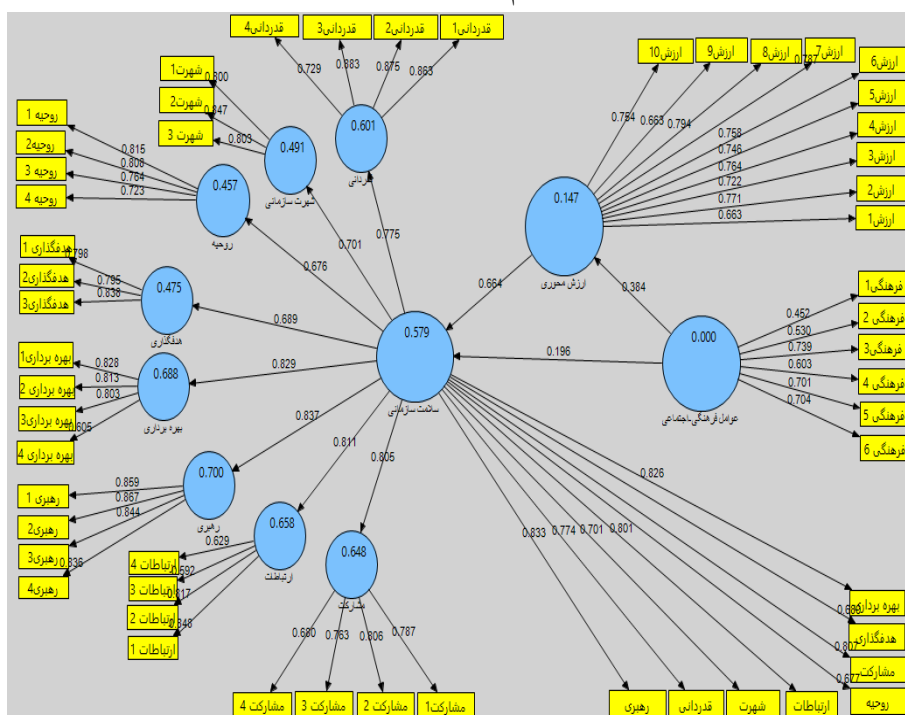 قدردانی4
قدردانی3
قدردانی2
قدردانی1
0.729
0.883
0.875
0.863
0.601
شهرت1
شهرت2
شهرت 3
0.847
0.803
0.491
شهرت سازمانی
روحیه 1
روحیه2
روحیه 3
روحیه 4
0.815
0.808
0.764
0.723
0.457
روحیه
هدفگذاری 1
هدفگذاری2
هدفگذاری3
0.798
0.795
0.838
0.475
هدفگذاری
بهره برداری1
بهره برداری 2
بهره برداری3
بهره برداری 4
0.828
0.813
0.803
0.605
0.688
بهره برداری
رهبری 1
رهبری2
رهبری3
رهبری4
0.859
0.867
0.844
0.836
0.700
رهبری
ارتباطات 4
ارتباطات 3
ارتباطات 2
ارتباطات 1
0.629
0.592
0.817
0.848
0.658
ارتباطات
مشارکت 4
مشارکت 3
مشارکت 2
مشارکت1
0.680
0.763
0.806
0.787
0.648
مشارکت
0.775
0.701
0.676
0.689
0.829
0.837
0.811
0.805
0.579
سلامت سازمانی
0.664
0.196
0.384
0.147
ارزش محوری
ارزش10
ارزش9
ارزش8
ارزش7
ارزش6
ارزش5
ارزش4
ارزش3
ارزش2
ارزش1
0.754
0.663
0.794
0.787
0.758
0.746
0.764
0.722
0.771
0.663
0.000
عوامل فرهنگی-اجتماعی
فرهنگی1
فرهنگی 2
فرهنگی3
فرهنگی 4
فرهنگی 5
فرهنگی 6
0.452
0.530
0.739
0.603
0.701
0.704
0.826
0.833
0.774
0.701
0.801
0.807
0.677
بهره برداری
هدفگذاری
مشارکت
روحیه
رهبری
قدردانی
شهرت
ارتباطات